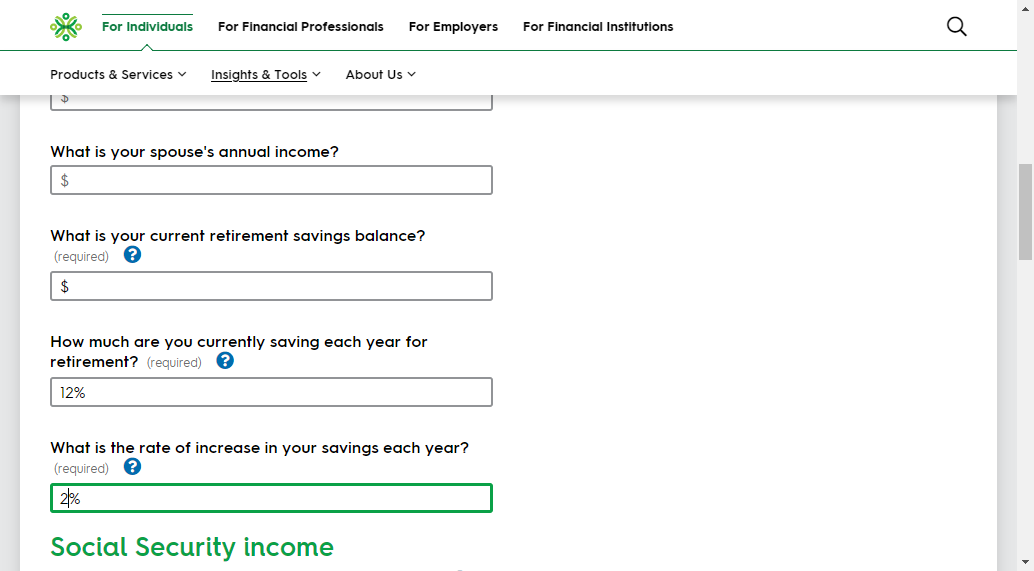 For Individuals For Financial Professionals For Employers For Financial Institutions
Products & Services Insights & Tools About Us
$
What is your spouse's annual income?
$
What is your current retirement savings balance?
(required) ?
$
How much are you currently saving each year for
retirement? (required) ?
12%
What is the rate of increase in your savings each year?
(required) ?
2%
Social Security income